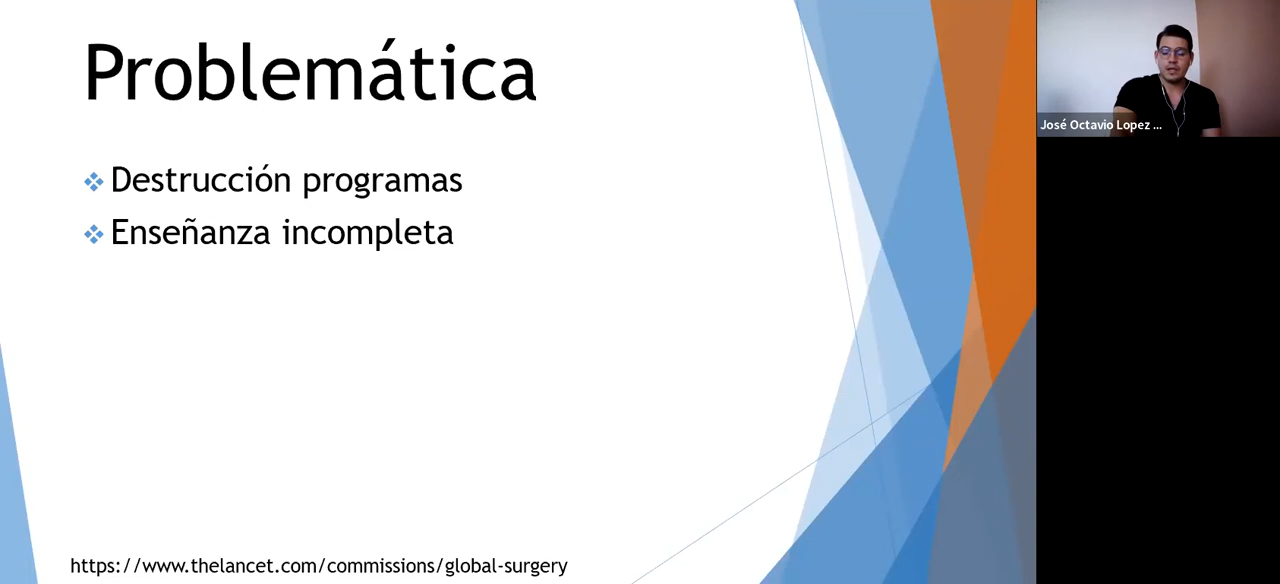 Problemática
Destrucción programas
Enseñanza incompleta
https://www.thelancet.com/commissions/global-surgery
José Octavio Lopez ...